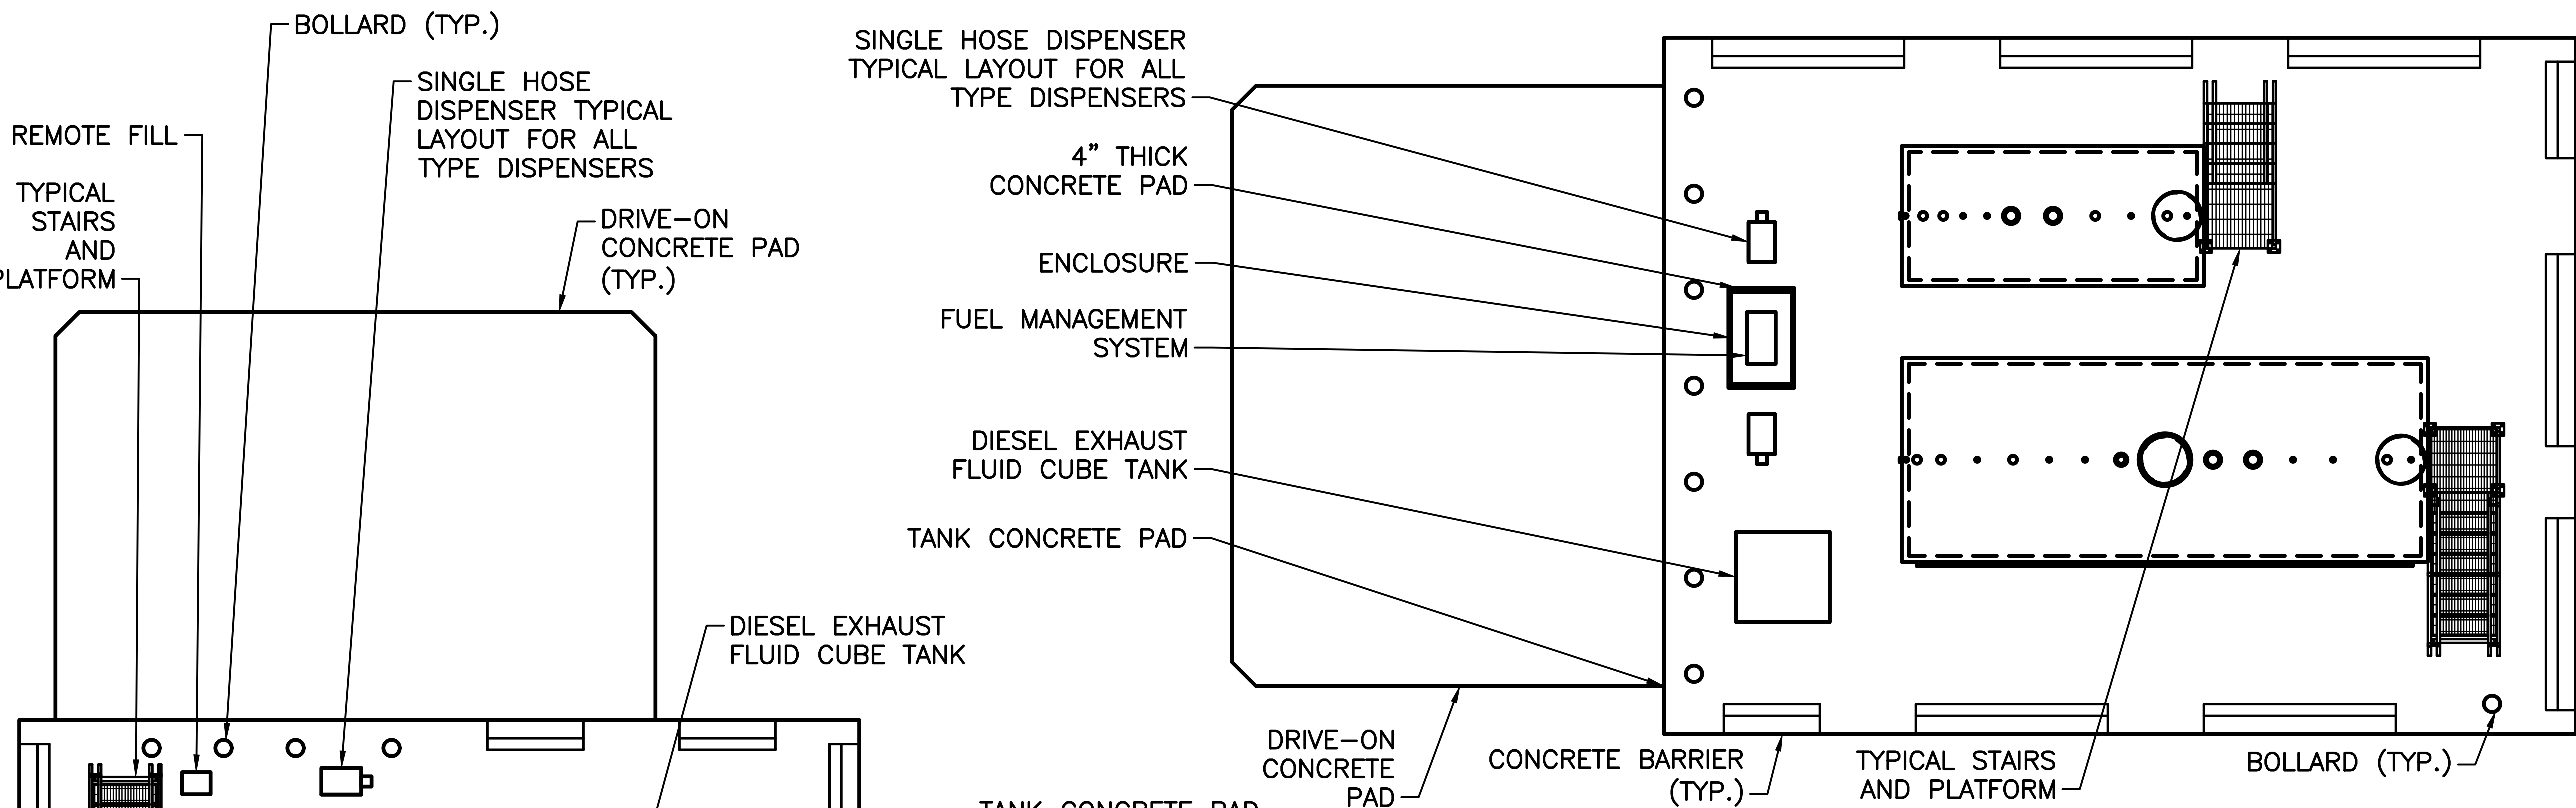 BOLLARD (TYP.)
SINGLE HOSE
DISPENSER TYPICAL
LAYOUT FOR ALL
TYPE DISPENSERS
REMOTE FILL
TYPICAL
STAIRS
AND
PLATFORM
DRIVE-ON
CONCRETE PAD
(TYP.)
DIESEL EXHAUST
FLUID CUBE TANK
SINGLE HOSE DISPENSER
TYPICAL LAYOUT FOR ALL
TYPE DISPENSERS
4” THICK
CONCRETE PAD
ENCLOSURE
FUEL MANAGEMENT
SYSTEM
DIESEL EXHAUST
FLUID CUBE TANK
TANK CONCRETE PAD
DRIVE-ON
CONCRETE
PAD
TANK CONCRETE PAD
CONCRETE BARRIER
(TYP.)
TYPICAL STAIRS
AND PLATFORM
BOLLARD (TYP.)